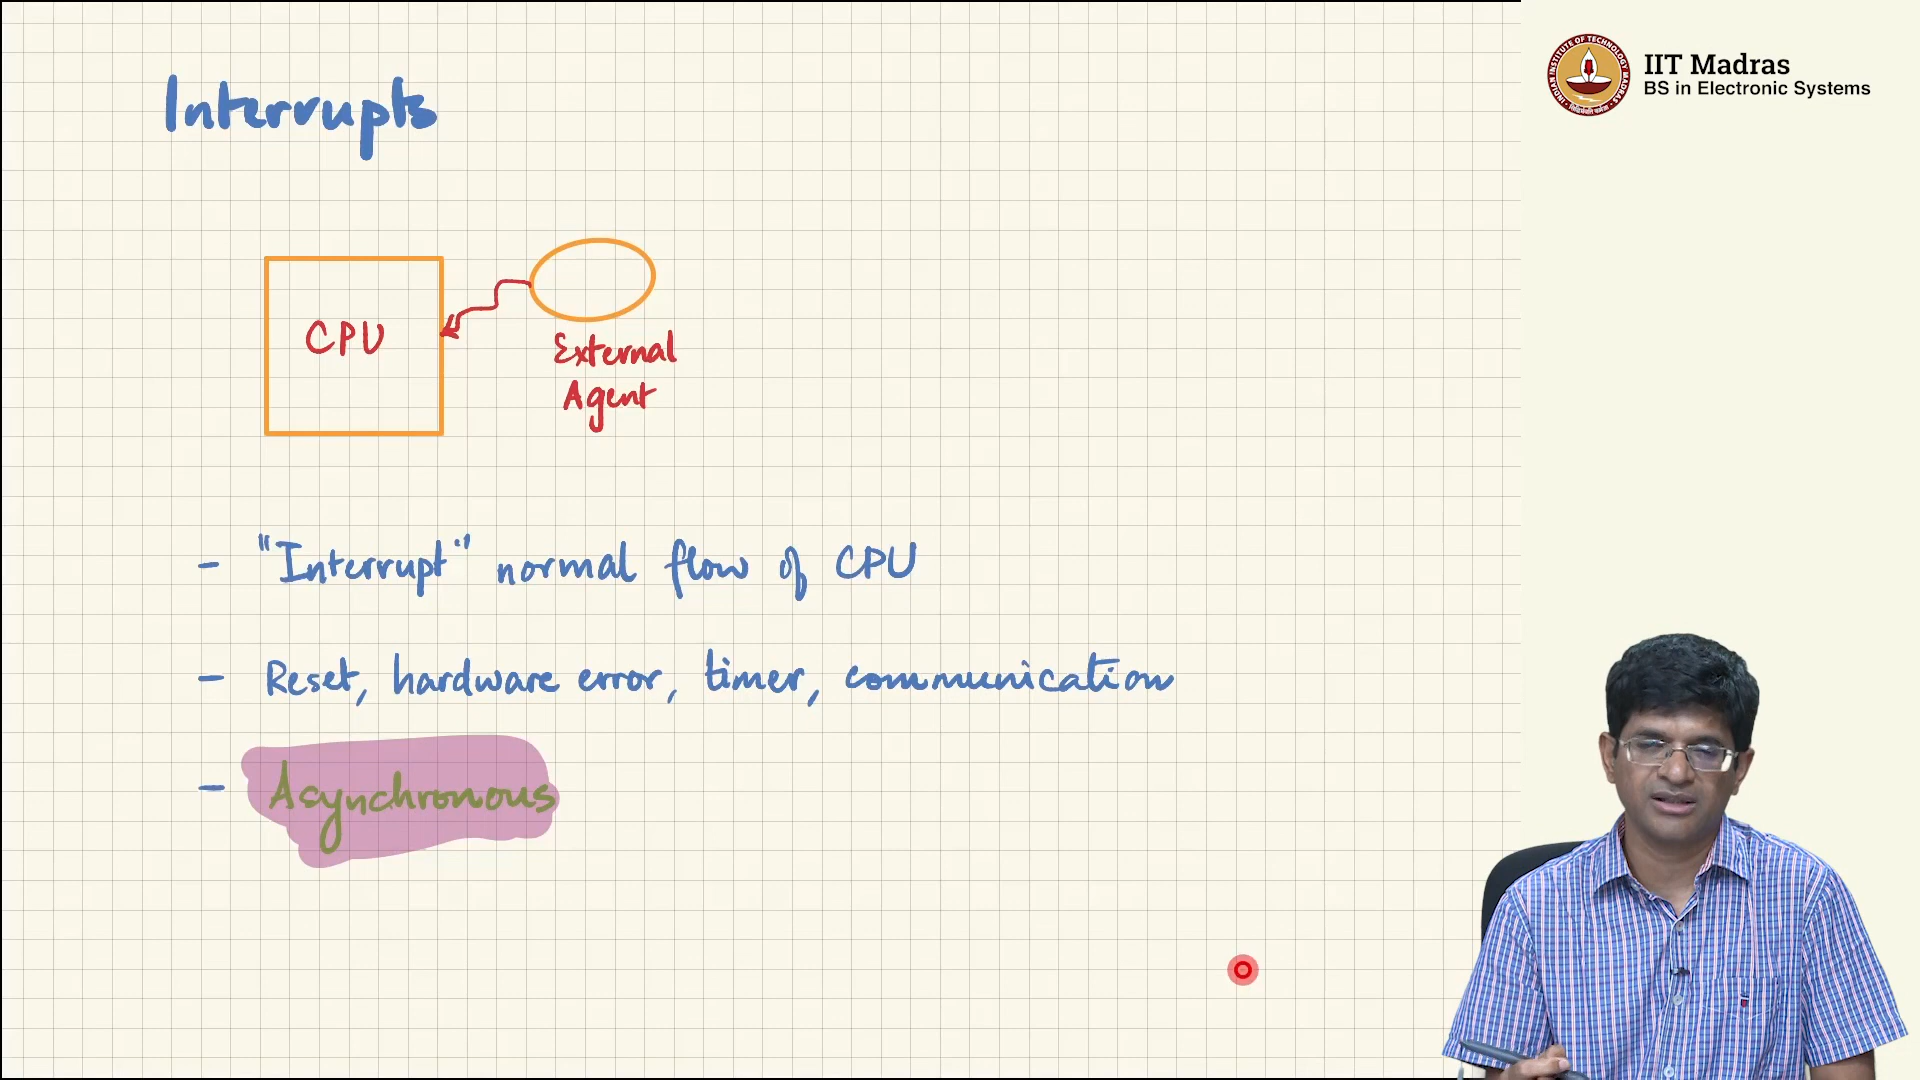 Interrupts
IIT Madras
BS in Electronic Systems
CPU
External
Agent
- "Interrupt" normal flow of CPU
- Reset, hardware error, timer, communication
- Asynchronous